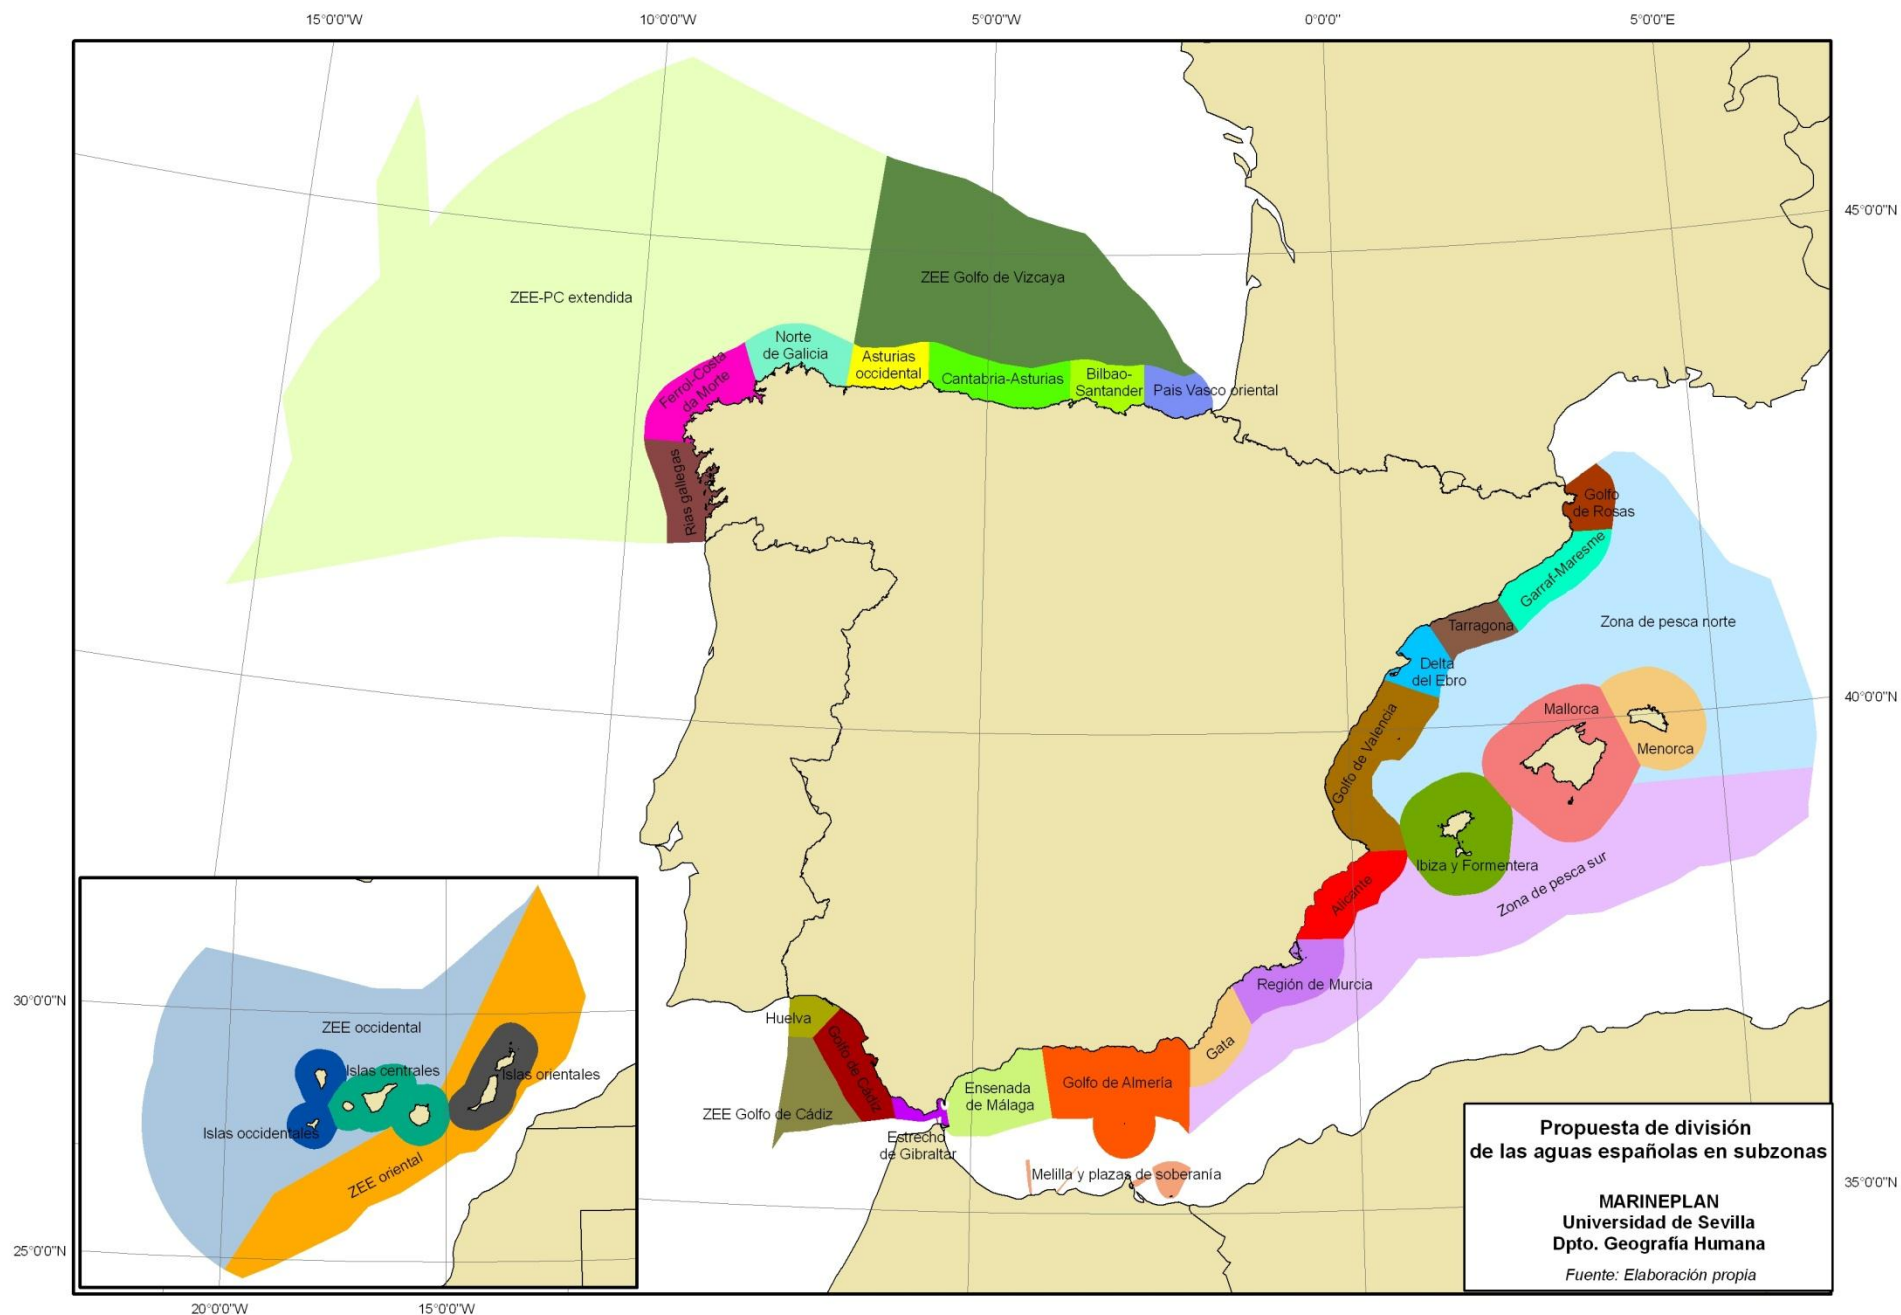 15°0'0"W
10°0'0"W
5°0'0"W
0°0'0"
5°0'0"E
45°0'0"N
ZEE Golfo de Vizcaya
ZEE-PC extendida
Norte
de Galicia
Ferrol-Costa
da Morte
Asturias
occidental
Cantabria-Asturias
Bilbao-
Santander
Pais Vasco oriental
Rías gallegas
Golfo
de Rosas
Garraf-Maresme
Tarragona
Zona de pesca norte
Delta
del Ebro
40°0'0"N
Mallorca
Menorca
Golfo de Valencia
Ibiza y Formentera
Zona de pesca sur
Alicante
Región de Murcia
30°0'0"N
Huelva
Golfo de Cádiz
ZEE Golfo de Cádiz
Gata
Ensenada
de Málaga
Golfo de Almería
Estrecho
de Gibraltar
Melilla y plazas de soberanía
35°0'0"N
ZEE occidental
Islas centrales
Islas orientales
Islas occidentales
ZEE oriental
25°0'0"N
20°0'0"W
15°0'0"W
Propuesta de división
de las aguas españolas en subzonas
MARINEPLAN
Universidad de Sevilla
Dpto. Geografía Humana
Fuente: Elaboración propia